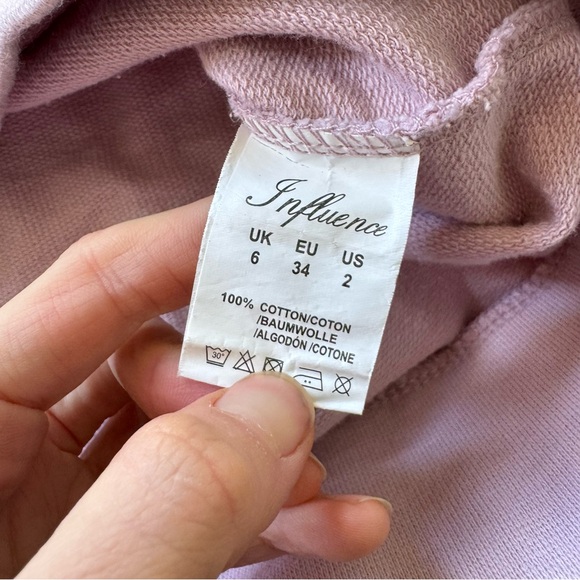 Influence
UK EU US
6 34 2
100% COTTON/COTON
/BAUMWOLLE
/ALGODÓN /COTONE
30°